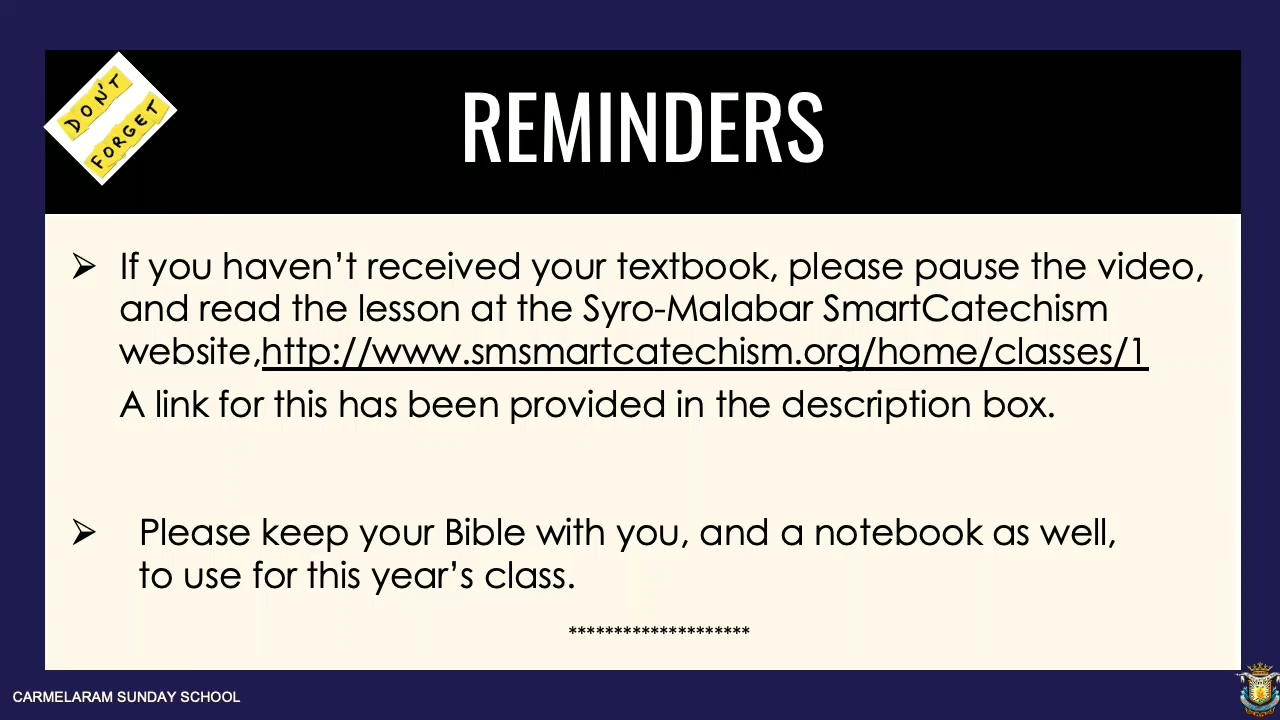 DON'T
FORGET
REMINDERS
➢ If you haven’t received your textbook, please pause the video,
and read the lesson at the Syro-Malabar SmartCatechism
website,http://www.smsmartcatechism.org/home/classes/1
A link for this has been provided in the description box.
➢ Please keep your Bible with you, and a notebook as well,
to use for this year’s class.
********************
CARMELARAM SUNDAY SCHOOL